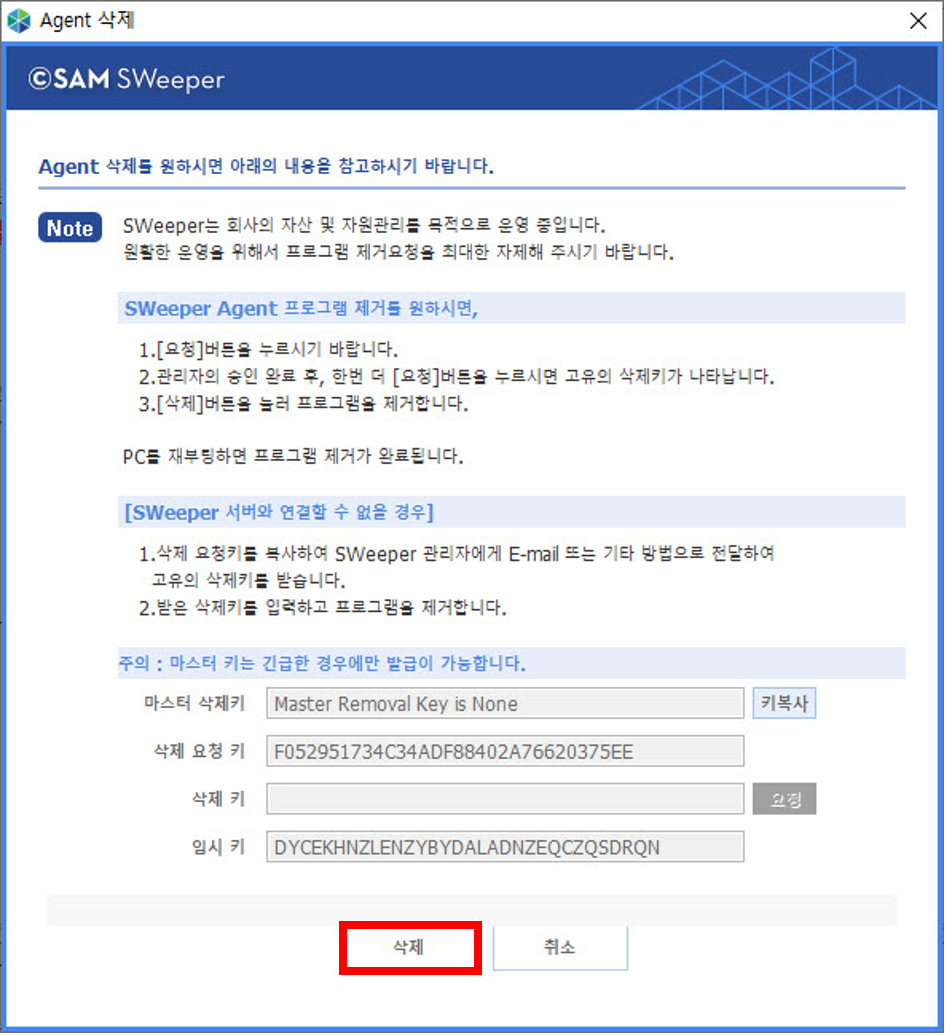 Agent 삭제
©SAM SWeeper
Agent 삭제를 원하시면 아래의 내용을 참고하시기 바랍니다.
Note
SWeeper는 회사의 자산 및 자원관리를 목적으로 운영 중입니다.
원활한 운영을 위해서 프로그램 제거요청을 최대한 자제해 주시기 바랍니다.
SWeeper Agent 프로그램 제거를 원하시면,
1.[요청]버튼을 누르시기 바랍니다.
2.관리자의 승인 완료 후, 한번 더 [요청]버튼을 누르시면 고유의 삭제키가 나타납니다.
3.[삭제]버튼을 눌러 프로그램을 제거합니다.
PC를 재부팅하면 프로그램 제거가 완료됩니다.
[SWeeper 서버와 연결할 수 없을 경우]
1.삭제 요청키를 복사하여 SWeeper 관리자에게 E-mail 또는 기타 방법으로 전달하여
고유의 삭제키를 받습니다.
2.받은 삭제키를 입력하고 프로그램을 제거합니다.
주의 : 마스터 키는 긴급한 경우에만 발급이 가능합니다.
마스터 삭제키 Master Removal Key is None 키복사
삭제 요청 키 F052951734C34ADF88402A76620375EE
삭제 키 요청
임시 키 DYCEKHNZLENZYBYDALADNZEQCZQSDRQN
삭제 취소